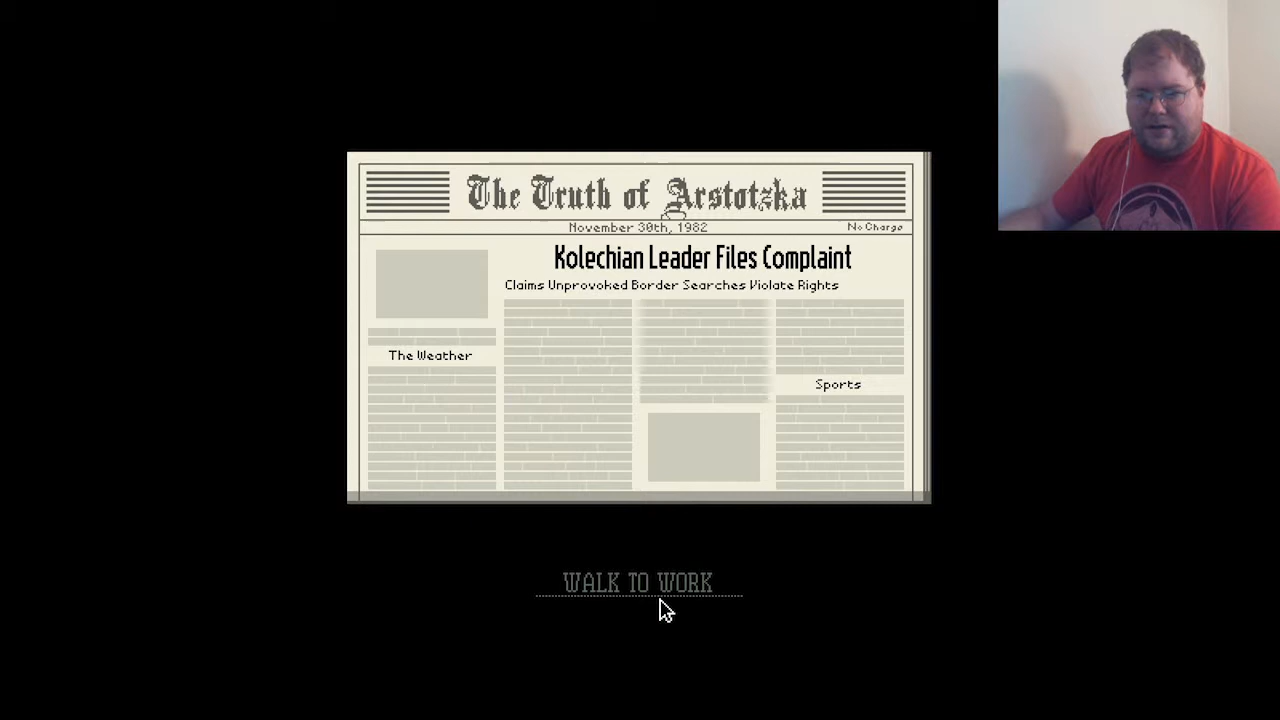 The Truth of Arstotzka
November 30th, 1982
No Charge
Kolechian Leader Files Complaint
Claims Unprovoked Border Searches Violate Rights
The Weather
Sports
WALK TO WORK